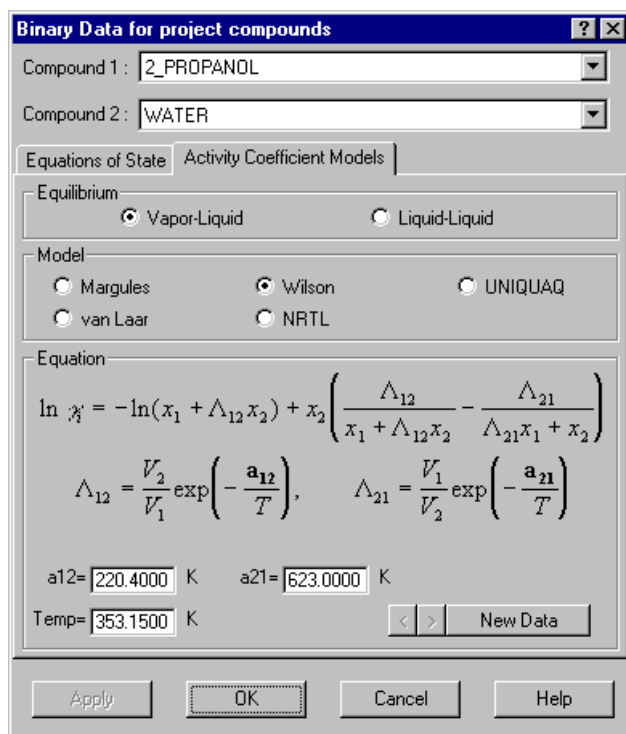 Binary Data for project compounds
Compound 1 : 2_PROPANOL
Compound 2 : WATER
Equations of State Activity Coefficient Models
Equilibrium
Vapor-Liquid Liquid-Liquid
Model
Margules Wilson UNIQUAQ
van Laar NRTL
Equation
ln γ₁ = −ln(x₁ + Λ₁₂x₂) + x₂(Λ₁₂/(x₁ + Λ₁₂x₂) − Λ₂₁/(Λ₂₁x₁ + x₂))
Λ₁₂ = V₂/V₁ exp(−a₁₂/T), Λ₂₁ = V₁/V₂ exp(−a₂₁/T)
a12= 220.4000 K a21= 623.0000 K
Temp= 353.1500 K < > New Data
Apply OK Cancel Help